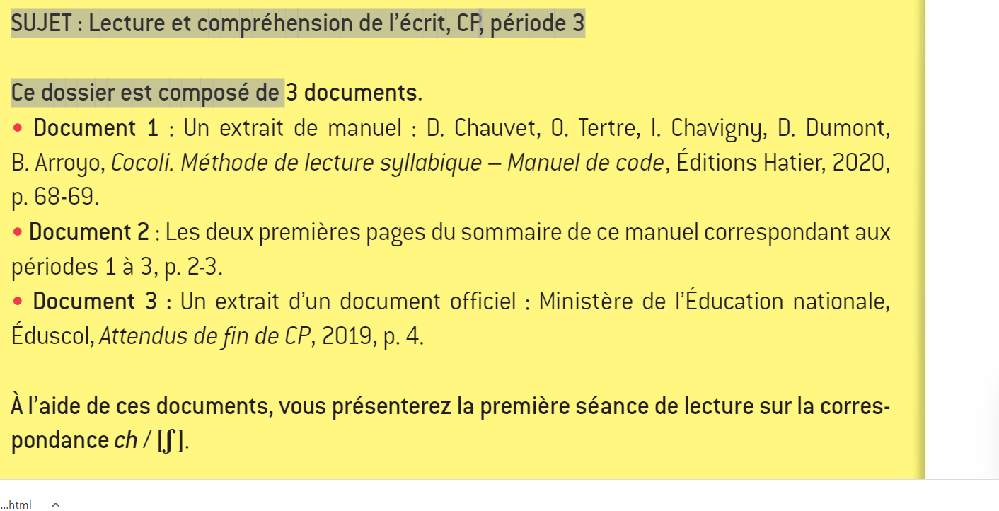 SUJET : Lecture et compréhension de l’écrit, CP, période 3
Ce dossier est composé de 3 documents.
• Document 1 : Un extrait de manuel : D. Chauvet, O. Tertre, I. Chavigny, D. Dumont,
B. Arroyo, Cocoli. Méthode de lecture syllabique – Manuel de code, Éditions Hatier, 2020,
p. 68-69.
• Document 2 : Les deux premières pages du sommaire de ce manuel correspondant aux
périodes 1 à 3, p. 2-3.
• Document 3 : Un extrait d’un document officiel : Ministère de l’Éducation nationale,
Éduscol, Attendus de fin de CP, 2019, p. 4.
À l’aide de ces documents, vous présenterez la première séance de lecture sur la corres-
pondance ch / [ʃ].
...html